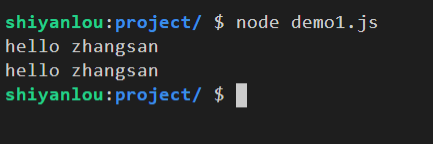 shiyanlou:project/ $ node demo1.js
hello zhangsan
hello zhangsan
shiyanlou:project/ $